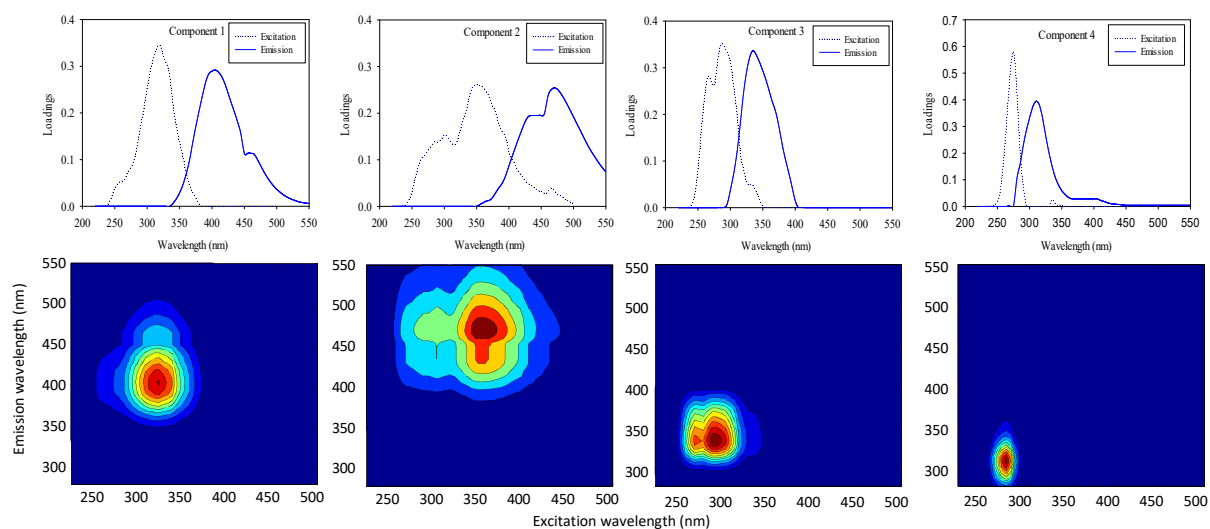 Component 1
Excitation
Emission
Loadings
0.4
0.3
0.2
0.1
0.0
200 250 300 350 400 450 500 550
Wavelength (nm)
Component 2
Excitation
Emission
Loadings
0.4
0.3
0.2
0.1
0.0
200 250 300 350 400 450 500 550
Wavelength (nm)
Component 3
Excitation
Emission
Loadings
0.4
0.3
0.2
0.1
0.0
200 250 300 350 400 450 500 550
Wavelength (nm)
Component 4
Excitation
Emission
Loadings
0.7
0.6
0.5
0.4
0.3
0.2
0.1
0.0
200 250 300 350 400 450 500 550
Wavelength (nm)
Emission wavelength (nm)
550
500
450
400
350
300
250 300 350 400 450 500
550
500
450
400
350
300
250 300 350 400 450 500
550
500
450
400
350
300
250 300 350 400 450 500
550
500
450
400
350
300
250 300 350 400 450 500
Excitation wavelength (nm)